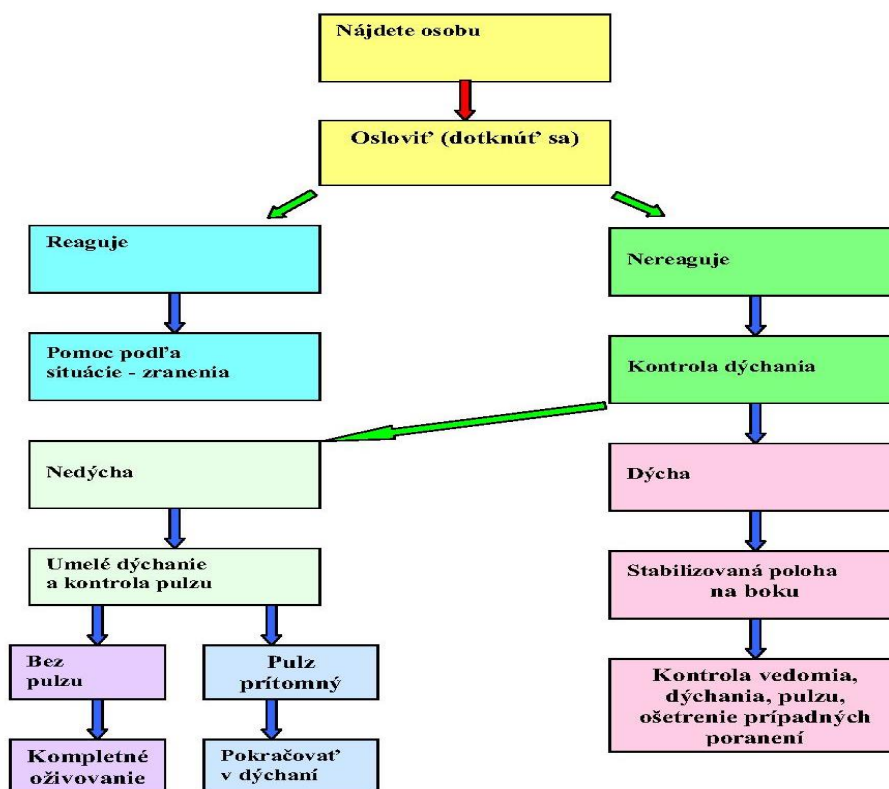 Nájdete osobu
Osloviť (dotknúť sa)
Reaguje
Pomoc podľa
situácie - zranenia
Nereaguje
Kontrola dýchania
Nedýcha
Umelé dýchanie
a kontrola pulzu
Bez
pulzu
Kompletné
oživovanie
Pulz
prítomný
Pokračovať
v dýchaní
Dýcha
Stabilizovaná poloha
na boku
Kontrola vedomia,
dýchania, pulzu,
ošetrenie prípadných
poranení